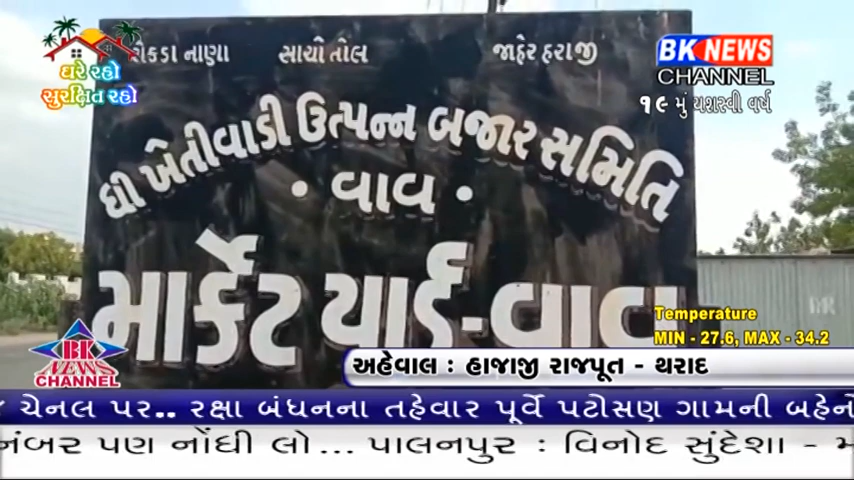 રોકડા નાણા સાચો તોલ જાહેર હરાજી
ધી ખેતીવાડી ઉત્પન્ન બજાર સમિતિ
• વાવ •
માર્કેટ યાર્ડ-વાવ
ઘરે રહો
સુરક્ષિત રહો
BK NEWS
CHANNEL
૧૯ મું યશસ્વી વર્ષ
Temperature
MIN - 27.6, MAX - 34.2
BK
NEWS
CHANNEL
અહેવાલ : હાજાજી રાજપૂત - થરાદ
ચેનલ પર.. રક્ષા બંધનના તહેવાર પૂર્વે પટોસણ ગામની બહેનો
નંબર પણ નોંધી લો... પાલનપુર : વિનોદ સુંદેશા -